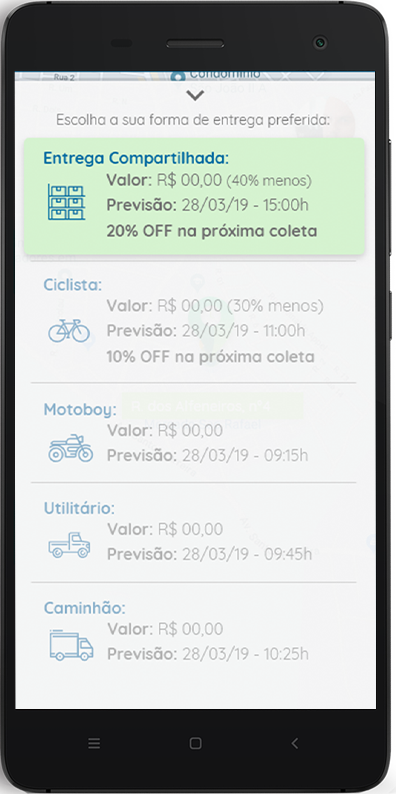 Rua 2
Condomínio
Escolha a sua forma de entrega preferida:
Entrega Compartilhada:
Valor: R$ 00,00 (40% menos)
Previsão: 28/03/19 - 15:00h
20% OFF na próxima coleta
Ciclista:
Valor: R$ 00,00 (30% menos)
Previsão: 28/03/19 - 11:00h
10% OFF na próxima coleta
Motoboy:
Valor: R$ 00,00
Previsão: 28/03/19 - 09:15h
Utilitário:
Valor: R$ 00,00
Previsão: 28/03/19 - 09:45h
Caminhão:
Valor: R$ 00,00
Previsão: 28/03/19 - 10:25h